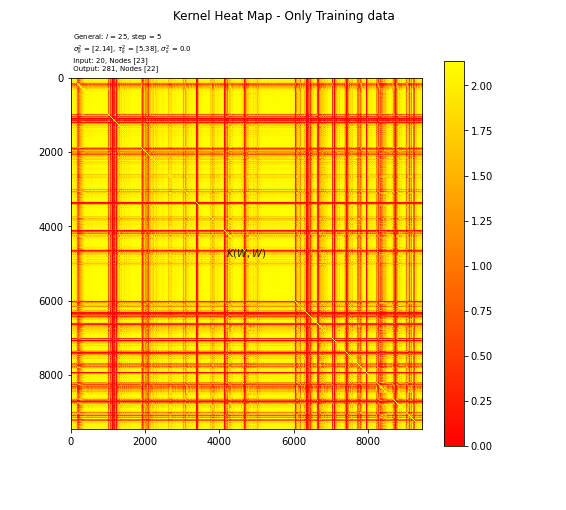 Kernel Heat Map - Only Training data
General: l = 25, step = 5
σ_f^2 = [2.14], τ_f^2 = [5.38], σ_ε^2 = 0.0
Input: 20, Nodes [23]
Output: 281, Nodes [22]
0
2000
4000
6000
8000
K(W, W)
0 2000 4000 6000 8000
2.00
1.75
1.50
1.25
1.00
0.75
0.50
0.25
0.00